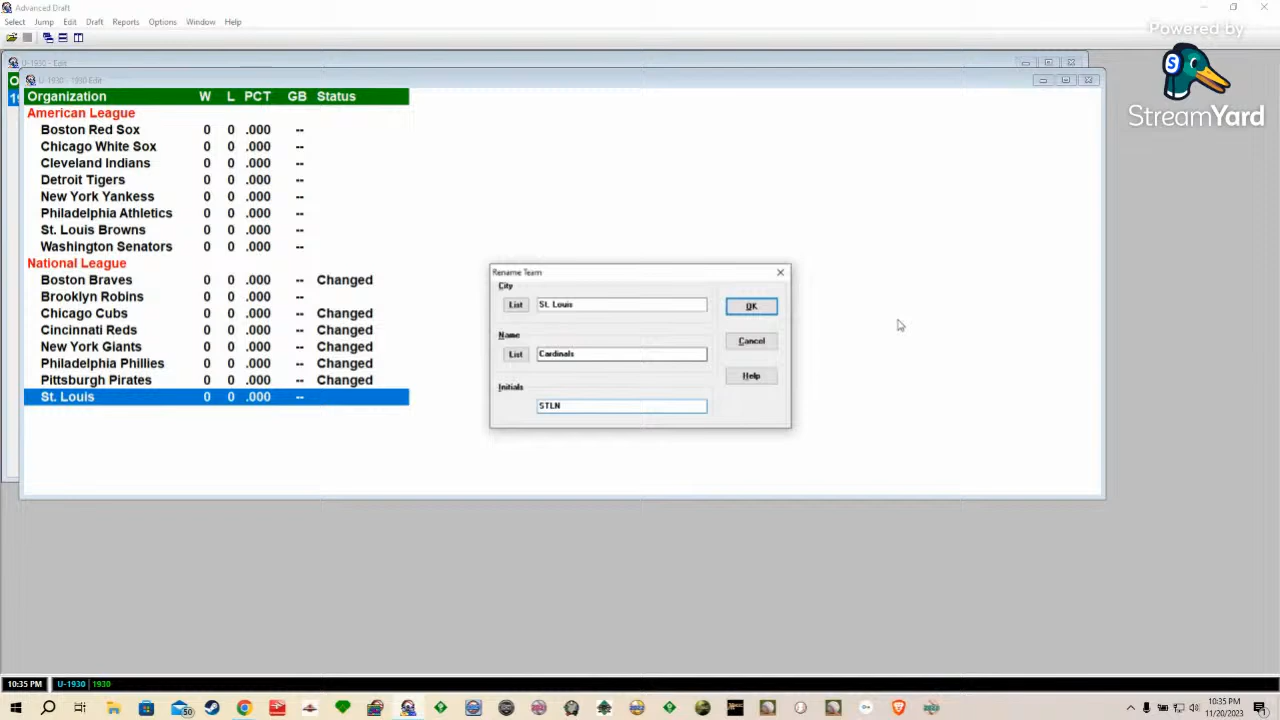 Advanced Draft
Select Jump Edit Draft Reports Options Window Help
Powered by
StreamYard
U-1930 - Edit
U-1930 - 1930 Edit
Organization W L PCT GB Status
American League
Boston Red Sox 0 0 .000 --
Chicago White Sox 0 0 .000 --
Cleveland Indians 0 0 .000 --
Detroit Tigers 0 0 .000 --
New York Yankess 0 0 .000 --
Philadelphia Athletics 0 0 .000 --
St. Louis Browns 0 0 .000 --
Washington Senators 0 0 .000 --
National League
Boston Braves 0 0 .000 -- Changed
Brooklyn Robins 0 0 .000 --
Chicago Cubs 0 0 .000 -- Changed
Cincinnati Reds 0 0 .000 -- Changed
New York Giants 0 0 .000 -- Changed
Philadelphia Phillies 0 0 .000 -- Changed
Pittsburgh Pirates 0 0 .000 -- Changed
St. Louis 0 0 .000 --
Rename Team
City
List St. Louis OK
Name
Cancel
List Cardinals
Help
Initials
STLN
10:35 PM U-1930 1930
50
10:35 PM
11/20/2023